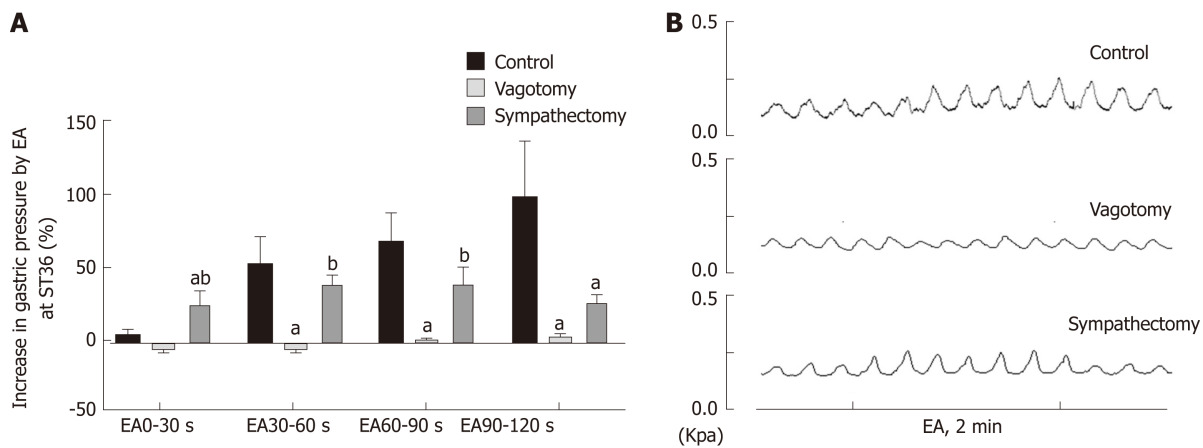 A
Control
Vagotomy
Sympathectomy
Increase in gastric pressure by EA
at ST36 (%)
150
100
50
0
-50
ab
a
b
a
b
a
a
EA0-30 s
EA30-60 s
EA60-90 s
EA90-120 s
B
0.5
Control
0.0
0.5
Vagotomy
0.0
0.5
Sympathectomy
0.0
(Kpa)
EA, 2 min